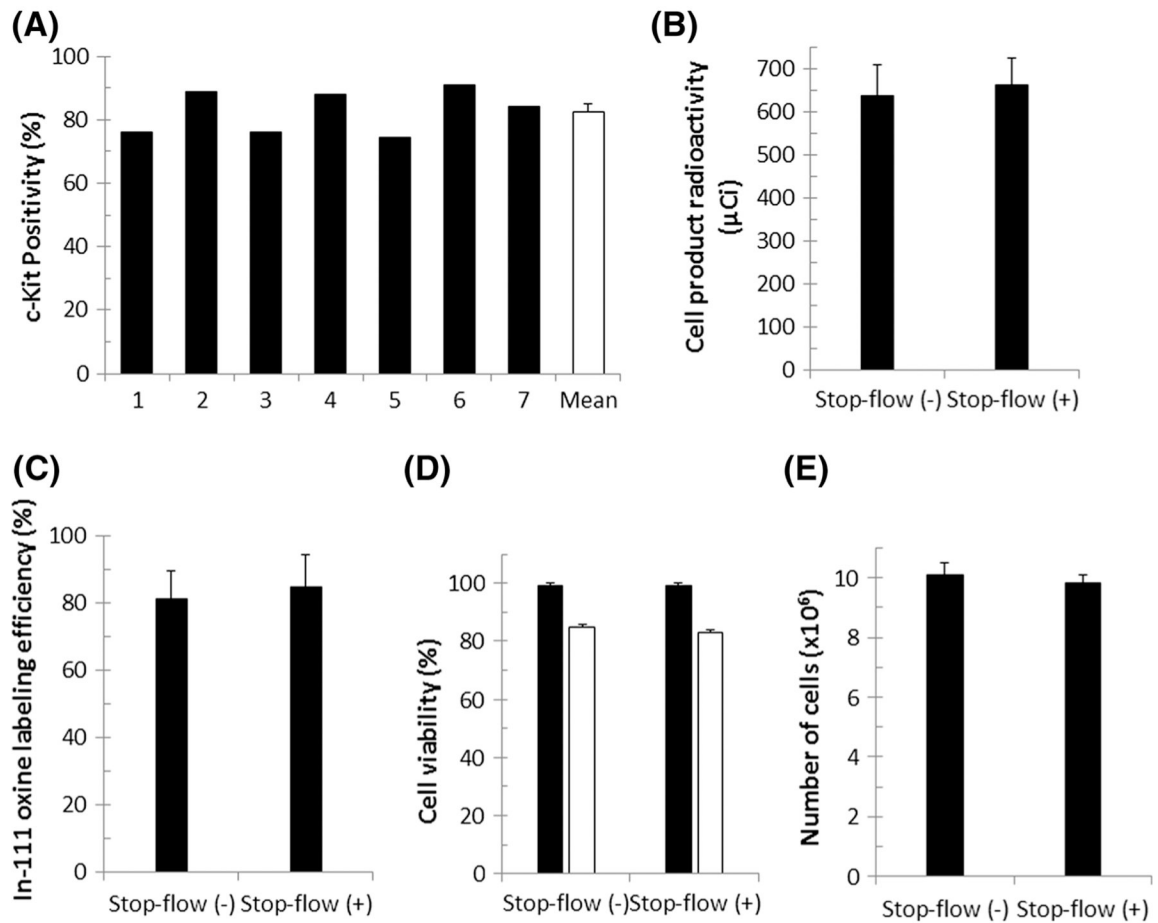 (A)
c-Kit Positivity (%)
100
80
60
40
20
0
1 2 3 4 5 6 7 Mean
(B)
Cell product radioactivity
(µCi)
700
600
500
400
300
200
100
0
Stop-flow (-) Stop-flow (+)
(C)
In-111 oxine labeling efficiency (%)
100
80
60
40
20
0
Stop-flow (-) Stop-flow (+)
(D)
Cell viability (%)
100
80
60
40
20
0
Stop-flow (-) Stop-flow (+)
(E)
Number of cells (x10⁶)
10
8
6
4
2
0
Stop-flow (-) Stop-flow (+)